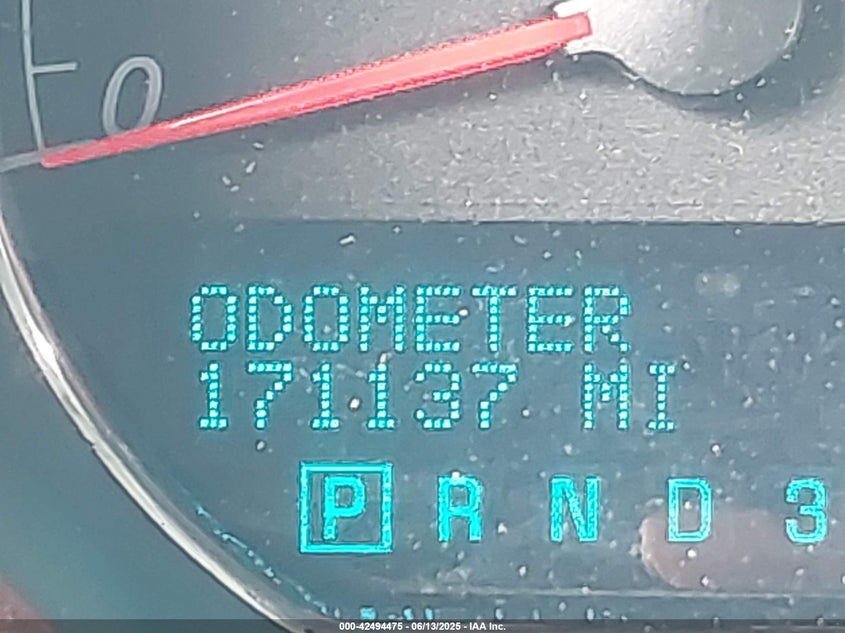 0
ODOMETER
171137 MI
P R N D 3
000-42494475 - 06/13/2025 - IAA Inc.